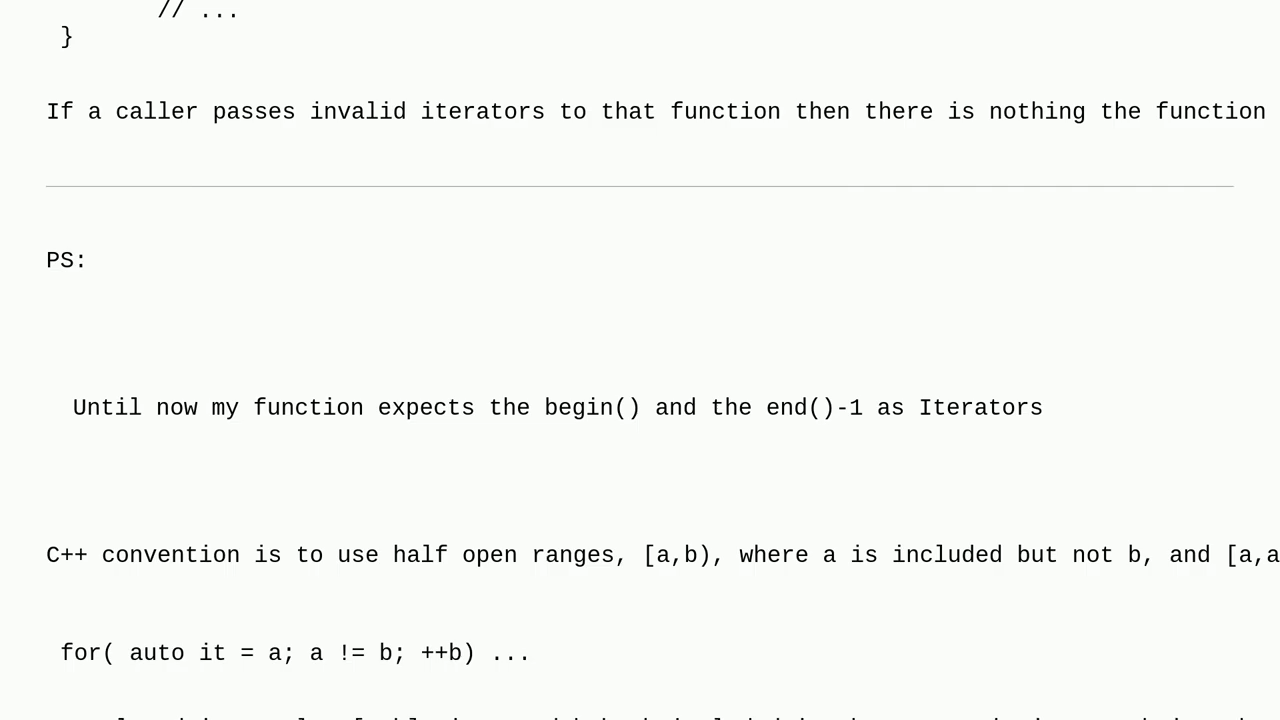 // ...
}
If a caller passes invalid iterators to that function then there is nothing the function
PS:
Until now my function expects the begin() and the end()-1 as Iterators
C++ convention is to use half open ranges, [a,b), where a is included but not b, and [a,a
for( auto it = a; a != b; ++b) ...